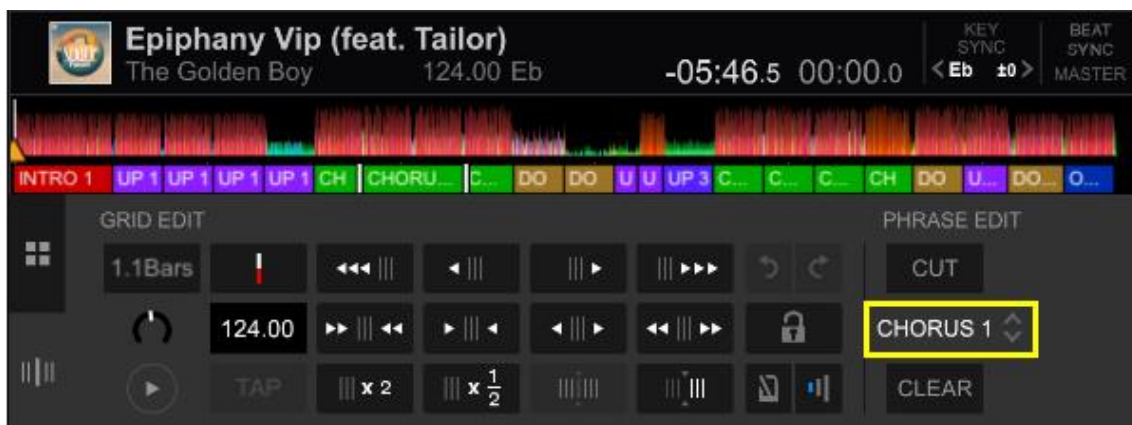 Epiphany Vip (feat. Tailor)
The Golden Boy 124.00 Eb
-05:46.5 00:00.0
KEY SYNC
< Eb ±0 >
BEAT SYNC
MASTER
INTRO 1 UP 1 UP 1 UP 1 UP 1 CH CHORU... C... DO DO U U UP 3 C... C... C... CH DO U... DO... O...
GRID EDIT PHRASE EDIT
1.1Bars CUT
124.00 CHORUS 1
TAP x 2 x 1/2 CLEAR